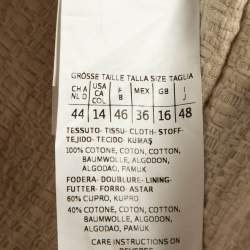 GRÖSSE TAILLE TALLA SIZE TAGLIA
CH A NL D USA CA COL F B MEX GB I J
44 14 46 36 16 48
TESSUTO- TISSU- CLOTH- STOFF-
TEJIDO- TECIDO- KUMAŞ
100% COTONE, COTON, COTTON,
BAUMWOLLE, ALGODON,
ALGODAO, PAMUK
FODERA- DOUBLURE- LINING-
FUTTER- FORRO- ASTAR
60% CUPRO, KUPRO
40% COTONE, COTON, COTTON,
BAUMWOLLE, ALGODON,
ALGODAO, PAMUK
CARE INSTRUCTIONS ON
REVERSE